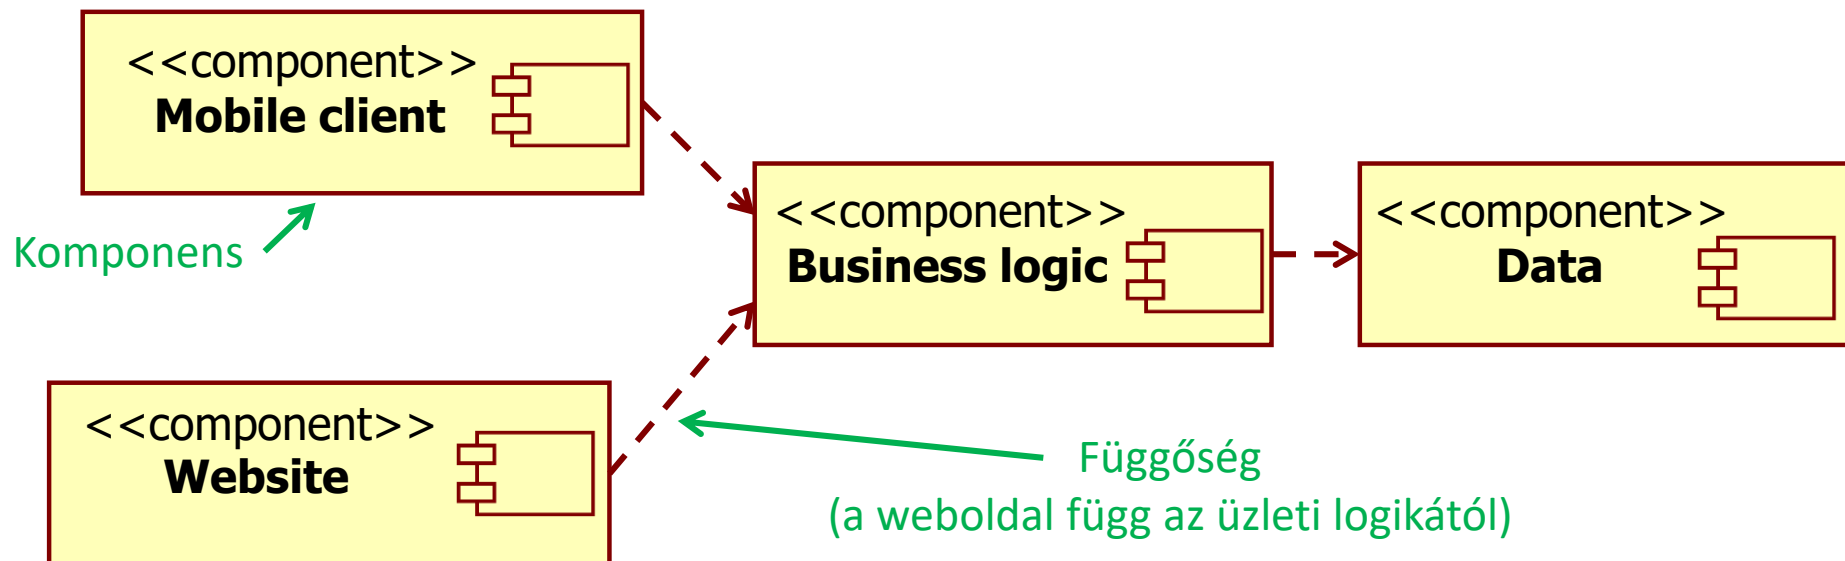 <<component>>
Mobile client
Komponens
<<component>>
Business logic
<<component>>
Data
<<component>>
Website
Függőség
(a weboldal függ az üzleti logikától)